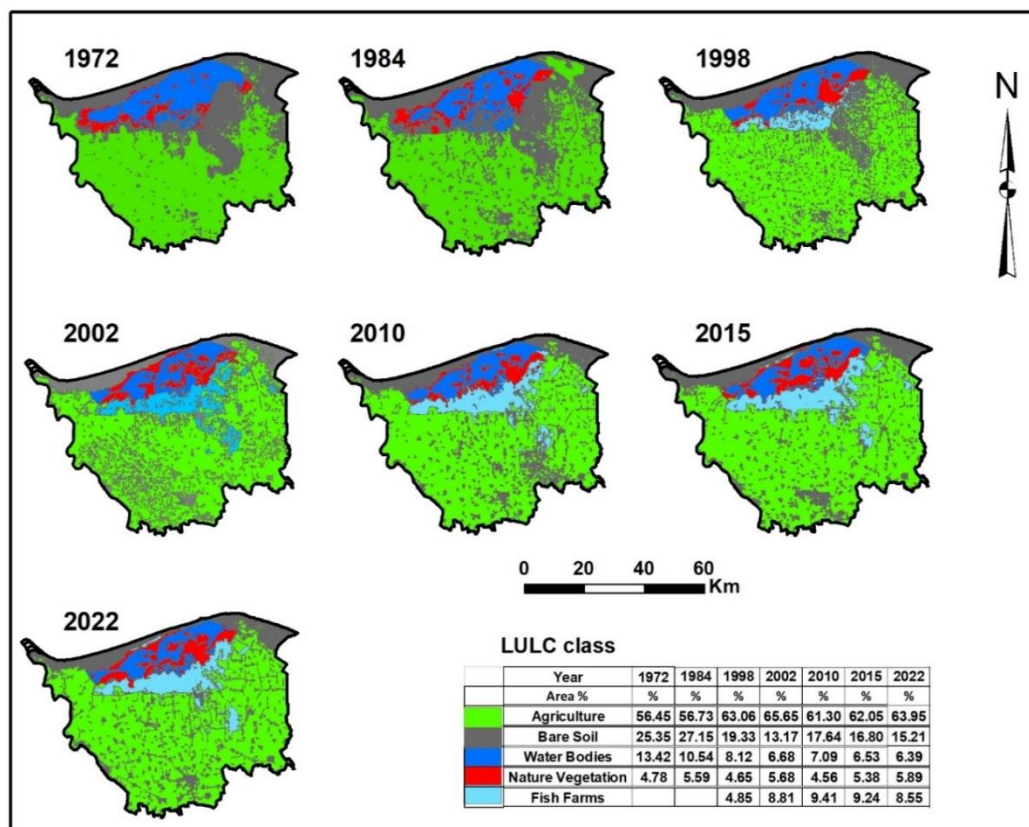 1972
1984
1998
N
2002
2010
2015
0 20 40 60
Km
2022
LULC class
Year 1972 1984 1998 2002 2010 2015 2022
Area % % % % % % % %
Agriculture 56.45 56.73 63.06 65.65 61.30 62.05 63.95
Bare Soil 25.35 27.15 19.33 13.17 17.64 16.80 15.21
Water Bodies 13.42 10.54 8.12 6.68 7.09 6.53 6.39
Nature Vegetation 4.78 5.59 4.65 5.68 4.56 5.38 5.89
Fish Farms 4.85 8.81 9.41 9.24 8.55